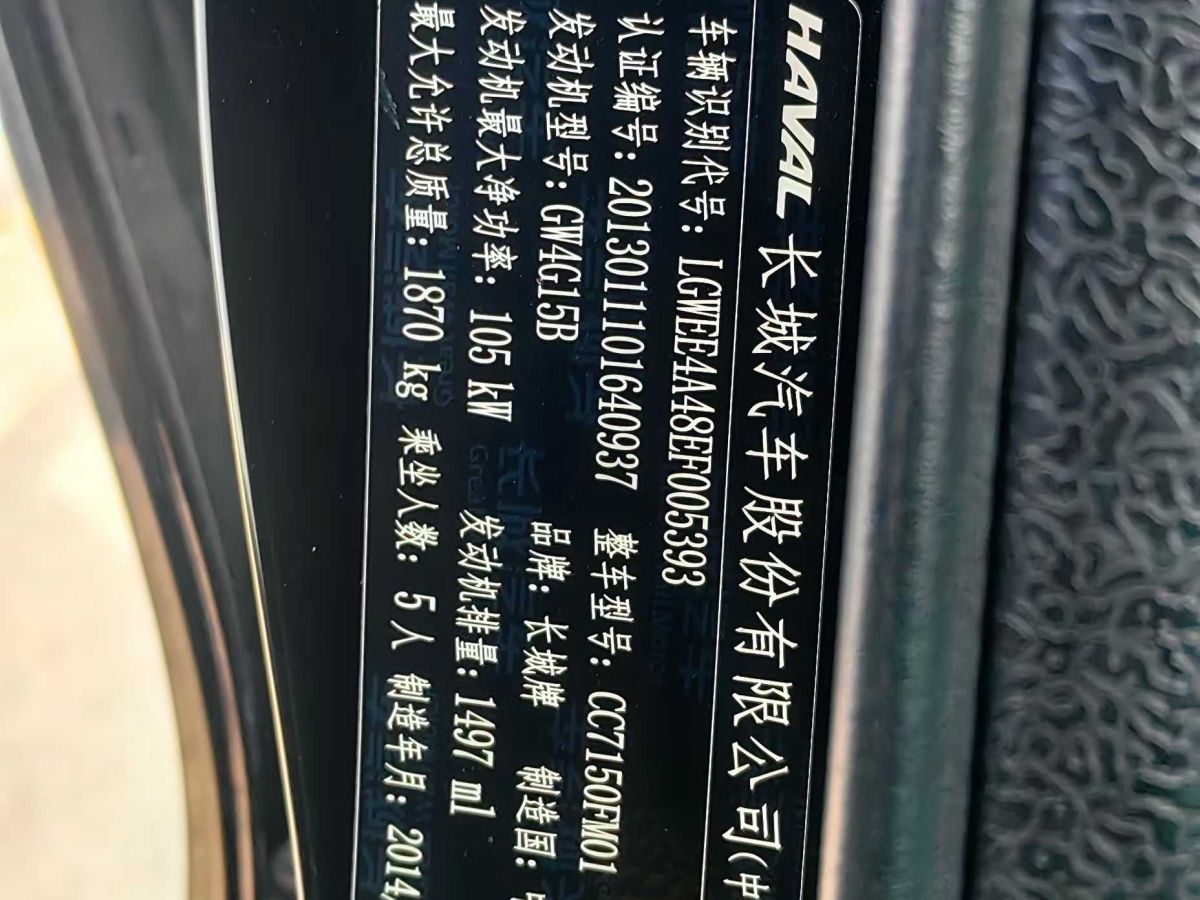 HAVAL 长城汽车股份有限公司(中
车辆识别代号: LGWEE4A48EF005393
认证编号: 2013011101640937 整车型号: CC7150FM01
发动机型号: GW4G15B 品牌: 长城牌 制造国: 中
发动机最大净功率: 105 kW 发动机排量: 1497 ml
最大允许总质量: 1870 kg 乘坐人数: 5 人 制造年月: 2014